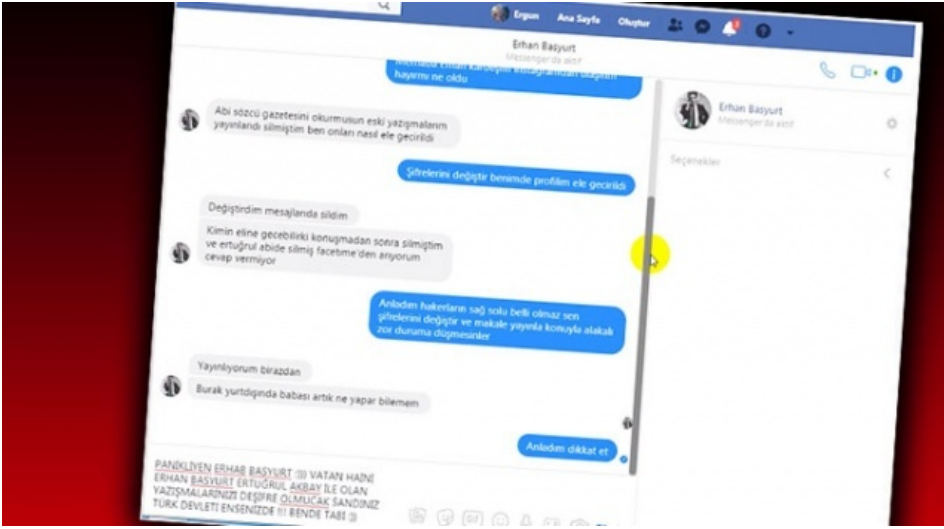 Ergun Ana Sayfa Oluştur
Erhan Basyurt
Messenger'da aktif
hayırmı ne oldu
Erhan Basyurt
Messenger'da aktif
Seçenekler
Abi sözcü gazetesini okurmusun eski yazışmalarım
yayınlandı silmiştim ben onları nasıl ele gecirildi
Şifrelerini değiştir benimde profilim ele gecirildi
Değiştirdim mesajlarıda sildim
Kimin eline gecebilirki konuşmadan sonra silmiştim
ve ertuğrul abide silmiş facetime'den arıyorum
cevap vermiyor
Anladım hakerların sağ solu belli olmaz sen
şifrelerini değiştir ve makale yayınla konuyla alakalı
zor duruma düşmesinler
Yayınlıyorum birazdan
Burak yurtdışında babası artık ne yapar bilemem
Anladım dikkat et
PANİKLİYEN ERHAB BASYURT :))) VATAN HAİNİ
ERHAN BASYURT ERTUĞRUL AKBAY İLE OLAN
YAZIŞMALARINIZI DEŞİFRE OLMUCAK SANDINIZ
TÜRK DEVLETİ ENSENİZDE !!! BENDE TABİ :))
GIF